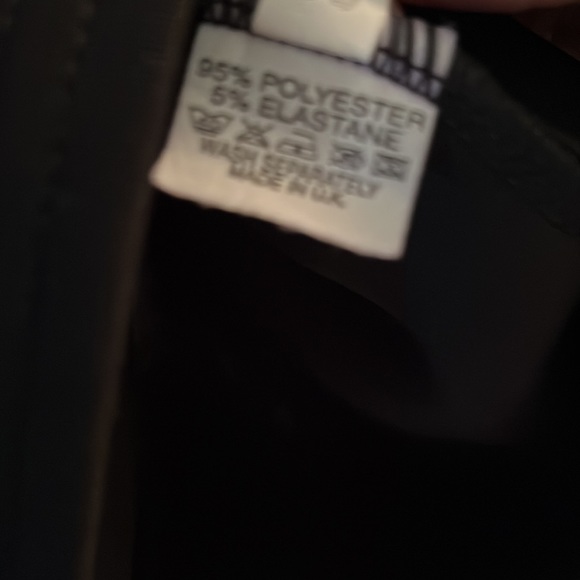 95% POLYESTER
5% ELASTANE
WASH SEPARATELY
MADE IN U.K.